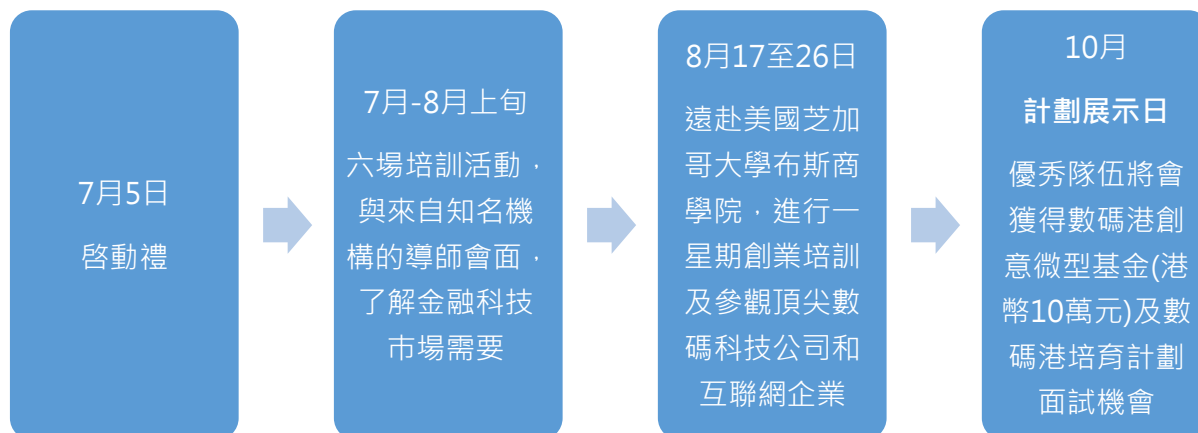 7月5日
啓動禮
7月-8月上旬
六場培訓活動，
與來自知名機
構的導師會面，
了解金融科技
市場需要
8月17至26日
遠赴美國芝加
哥大學布斯商
學院，進行一
星期創業培訓
及參觀頂尖數
碼科技公司和
互聯網企業
10月
計劃展示日
優秀隊伍將會
獲得數碼港創
意微型基金(港
幣10萬元)及數
碼港培育計劃
面試機會